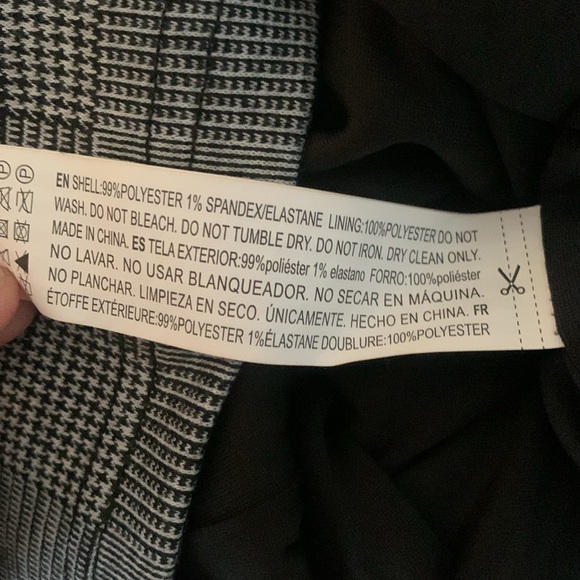 EN SHELL:99%POLYESTER 1% SPANDEX/ELASTANE LINING:100%POLYESTER DO NOT
WASH. DO NOT BLEACH. DO NOT TUMBLE DRY. DO NOT IRON. DRY CLEAN ONLY.
MADE IN CHINA. ES TELA EXTERIOR:99% poliéster 1% elastano FORRO:100%poliéster
NO LAVAR. NO USAR BLANQUEADOR. NO SECAR EN MÁQUINA.
NO PLANCHAR. LIMPIEZA EN SECO. ÚNICAMENTE. HECHO EN CHINA. FR
ÉTOFFE EXTÉRIEURE:99%POLYESTER 1%ÉLASTANE DOUBLURE:100%POLYESTER
P P